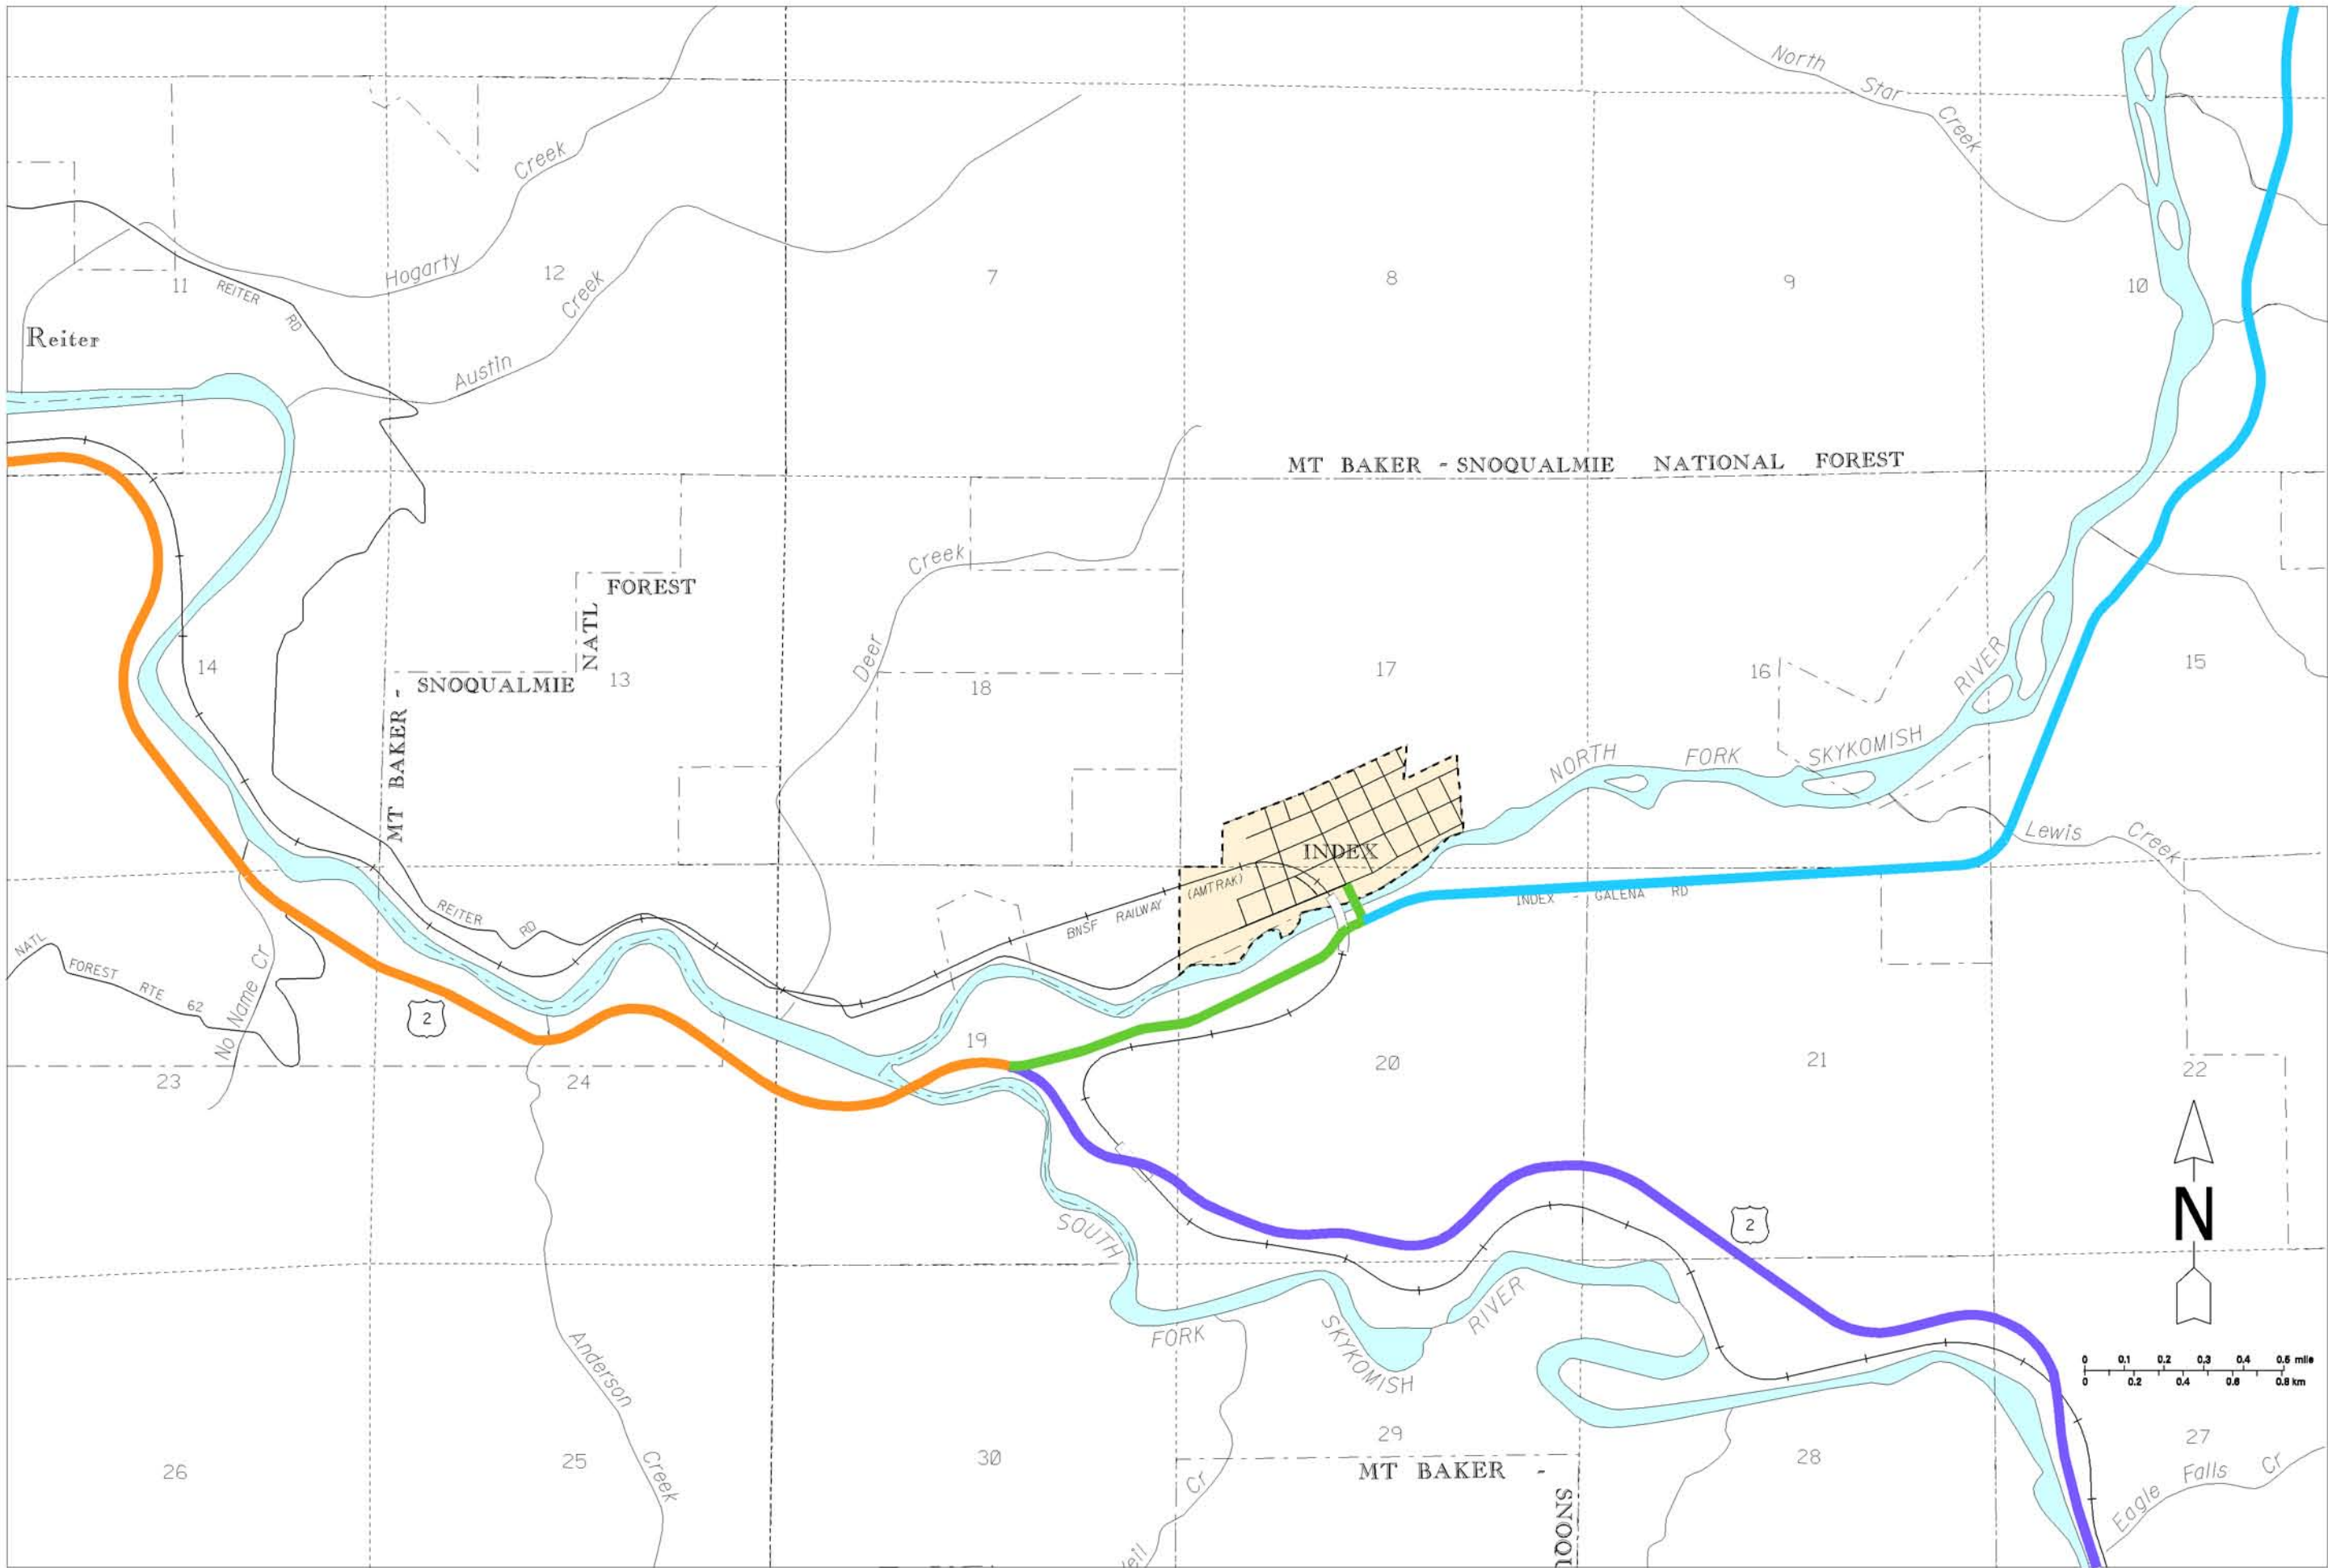 North
Star
Creek
Creek
Hogarty
11
REITER
RD
12
Creek
7
8
9
10
Reiter
Austin
MT BAKER - SNOQUALMIE NATIONAL FOREST
Creek
FOREST
NATL
Deer
14
SNOQUALMIE
13
18
17
16
RIVER
15
MT BAKER -
NORTH FORK SKYKOMISH
INDEX
Lewis
Creek
(AMTRAK)
BNSF RAILWAY
INDEX - GALENA RD
REITER
RD
NATL
FOREST
RTE
62
No Name Cr
2
19
20
21
22
23
24
N
SOUTH
2
FORK
SKYKOMISH
RIVER
0 0.1 0.2 0.3 0.4 0.5 mile
0 0.2 0.4 0.6 0.8 km
Anderson
Creek
26
25
30
29
28
27
MT BAKER -
Cr
Eagle Falls Cr